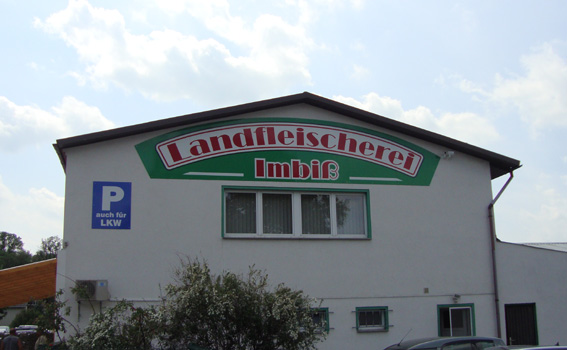 Landfleischerei
Imbiß
P
auch für
LKW